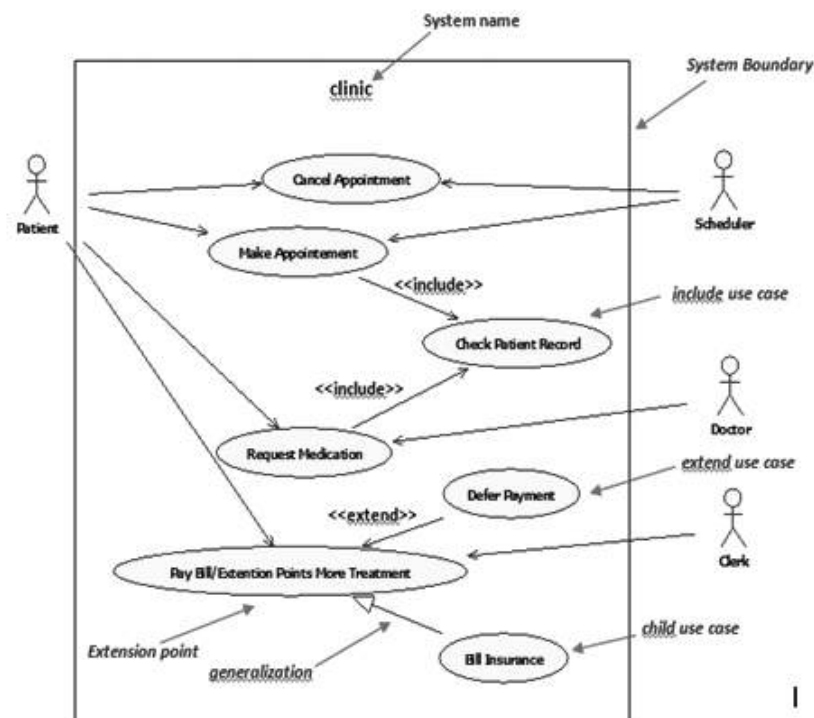 System name
System Boundary
clinic
Cancel Appointment
Patient
Scheduler
Make Appointement
<<include>>
include use case
Check Patient Record
<<include>>
Doctor
Request Medication
extend use case
Defer Payment
<<extend>>
Clerk
Pay Bill/Extention Points More Treatment
child use case
Extension point
generalization
Bill Insurance